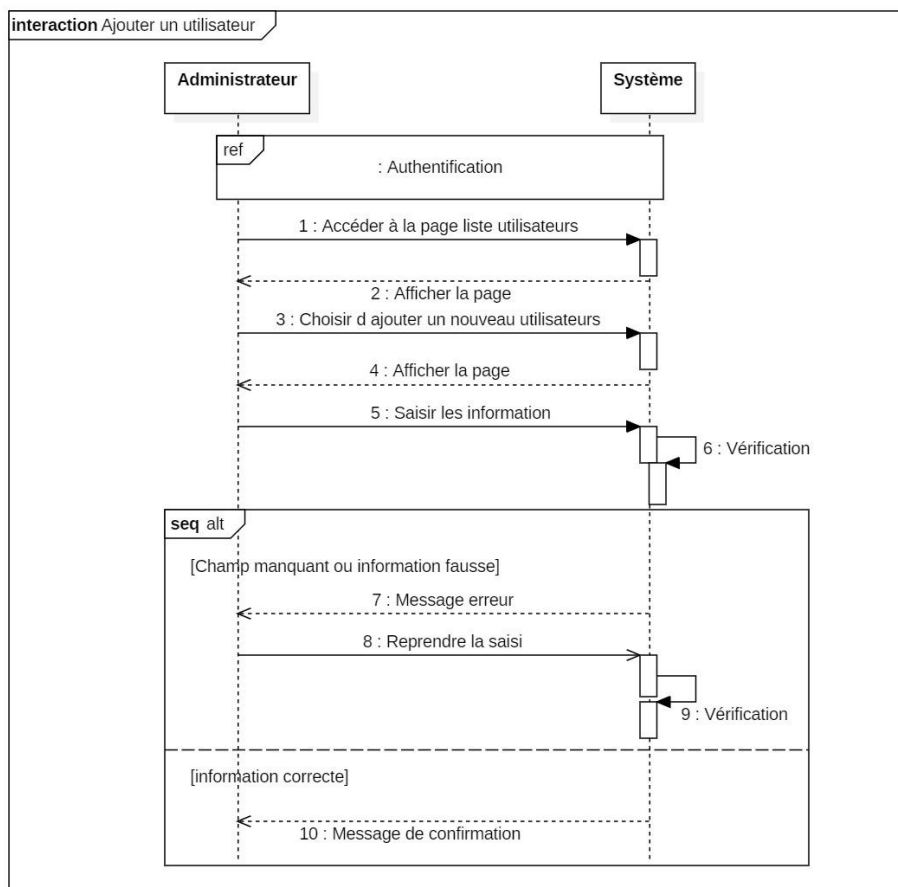 interaction Ajouter un utilisateur
Administrateur
Système
ref
: Authentification
1 : Accéder à la page liste utilisateurs
2 : Afficher la page
3 : Choisir d ajouter un nouveau utilisateurs
4 : Afficher la page
5 : Saisir les information
6 : Vérification
seq alt
[Champ manquant ou information fausse]
7 : Message erreur
8 : Reprendre la saisi
9 : Vérification
[information correcte]
10 : Message de confirmation